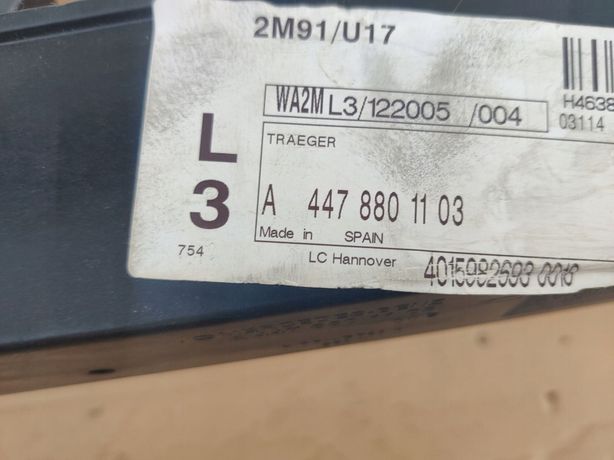 2M91/U17
H4638
WA2M L3/122005 /004
03114
L
3
TRAEGER
A 447 880 11 03
Made in SPAIN
754
LC Hannover